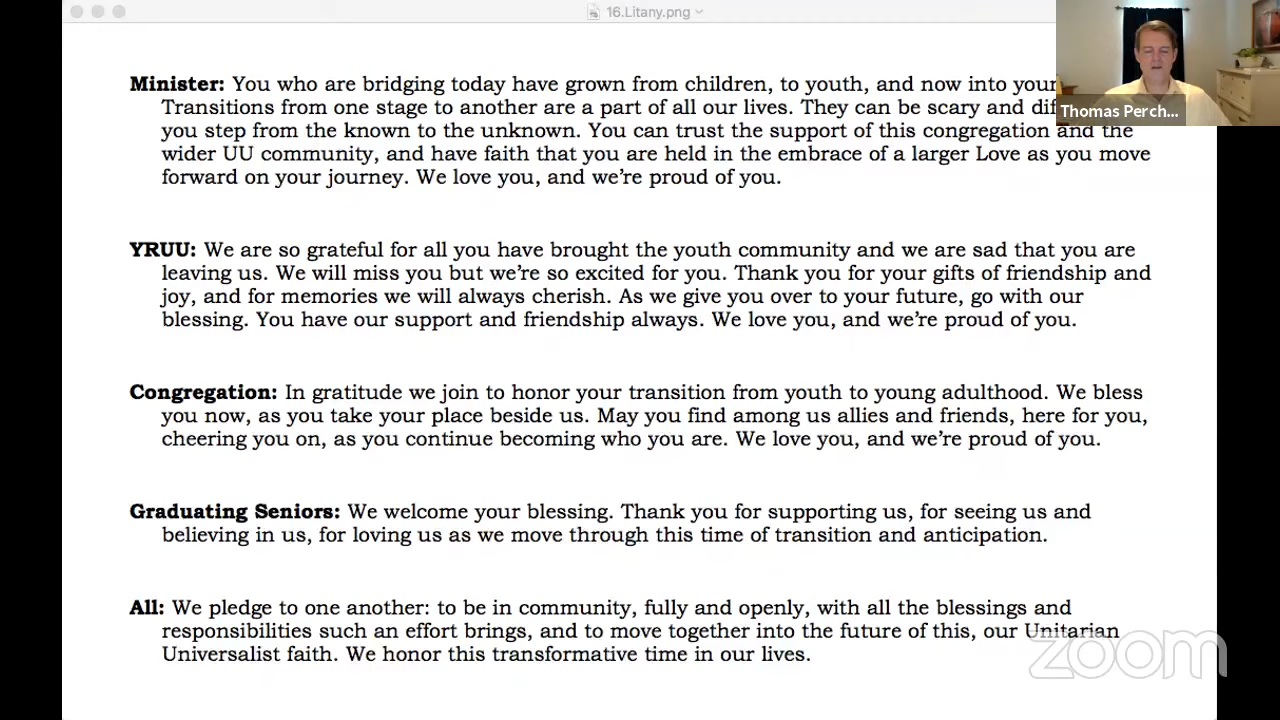 16.Litany.png
Minister: You who are bridging today have grown from children, to youth, and now into
Transitions from one stage to another are a part of all our lives. They can be scary and
Thomas Perch...
you step from the known to the unknown. You can trust the support of this congregation and the
wider UU community, and have faith that you are held in the embrace of a larger Love as you move
forward on your journey. We love you, and we're proud of you.
YRUU: We are so grateful for all you have brought the youth community and we are sad that you are
leaving us. We will miss you but we're so excited for you. Thank you for your gifts of friendship and
joy, and for memories we will always cherish. As we give you over to your future, go with our
blessing. You have our support and friendship always. We love you, and we're proud of you.
Congregation: In gratitude we join to honor your transition from youth to young adulthood. We bless
you now, as you take your place beside us. May you find among us allies and friends, here for you,
cheering you on, as you continue becoming who you are. We love you, and we're proud of you.
Graduating Seniors: We welcome your blessing. Thank you for supporting us, for seeing us and
believing in us, for loving us as we move through this time of transition and anticipation.
All: We pledge to one another: to be in community, fully and openly, with all the blessings and
responsibilities such an effort brings, and to move together into the future of this, our Unitarian
Universalist faith. We honor this transformative time in our lives.
zoom